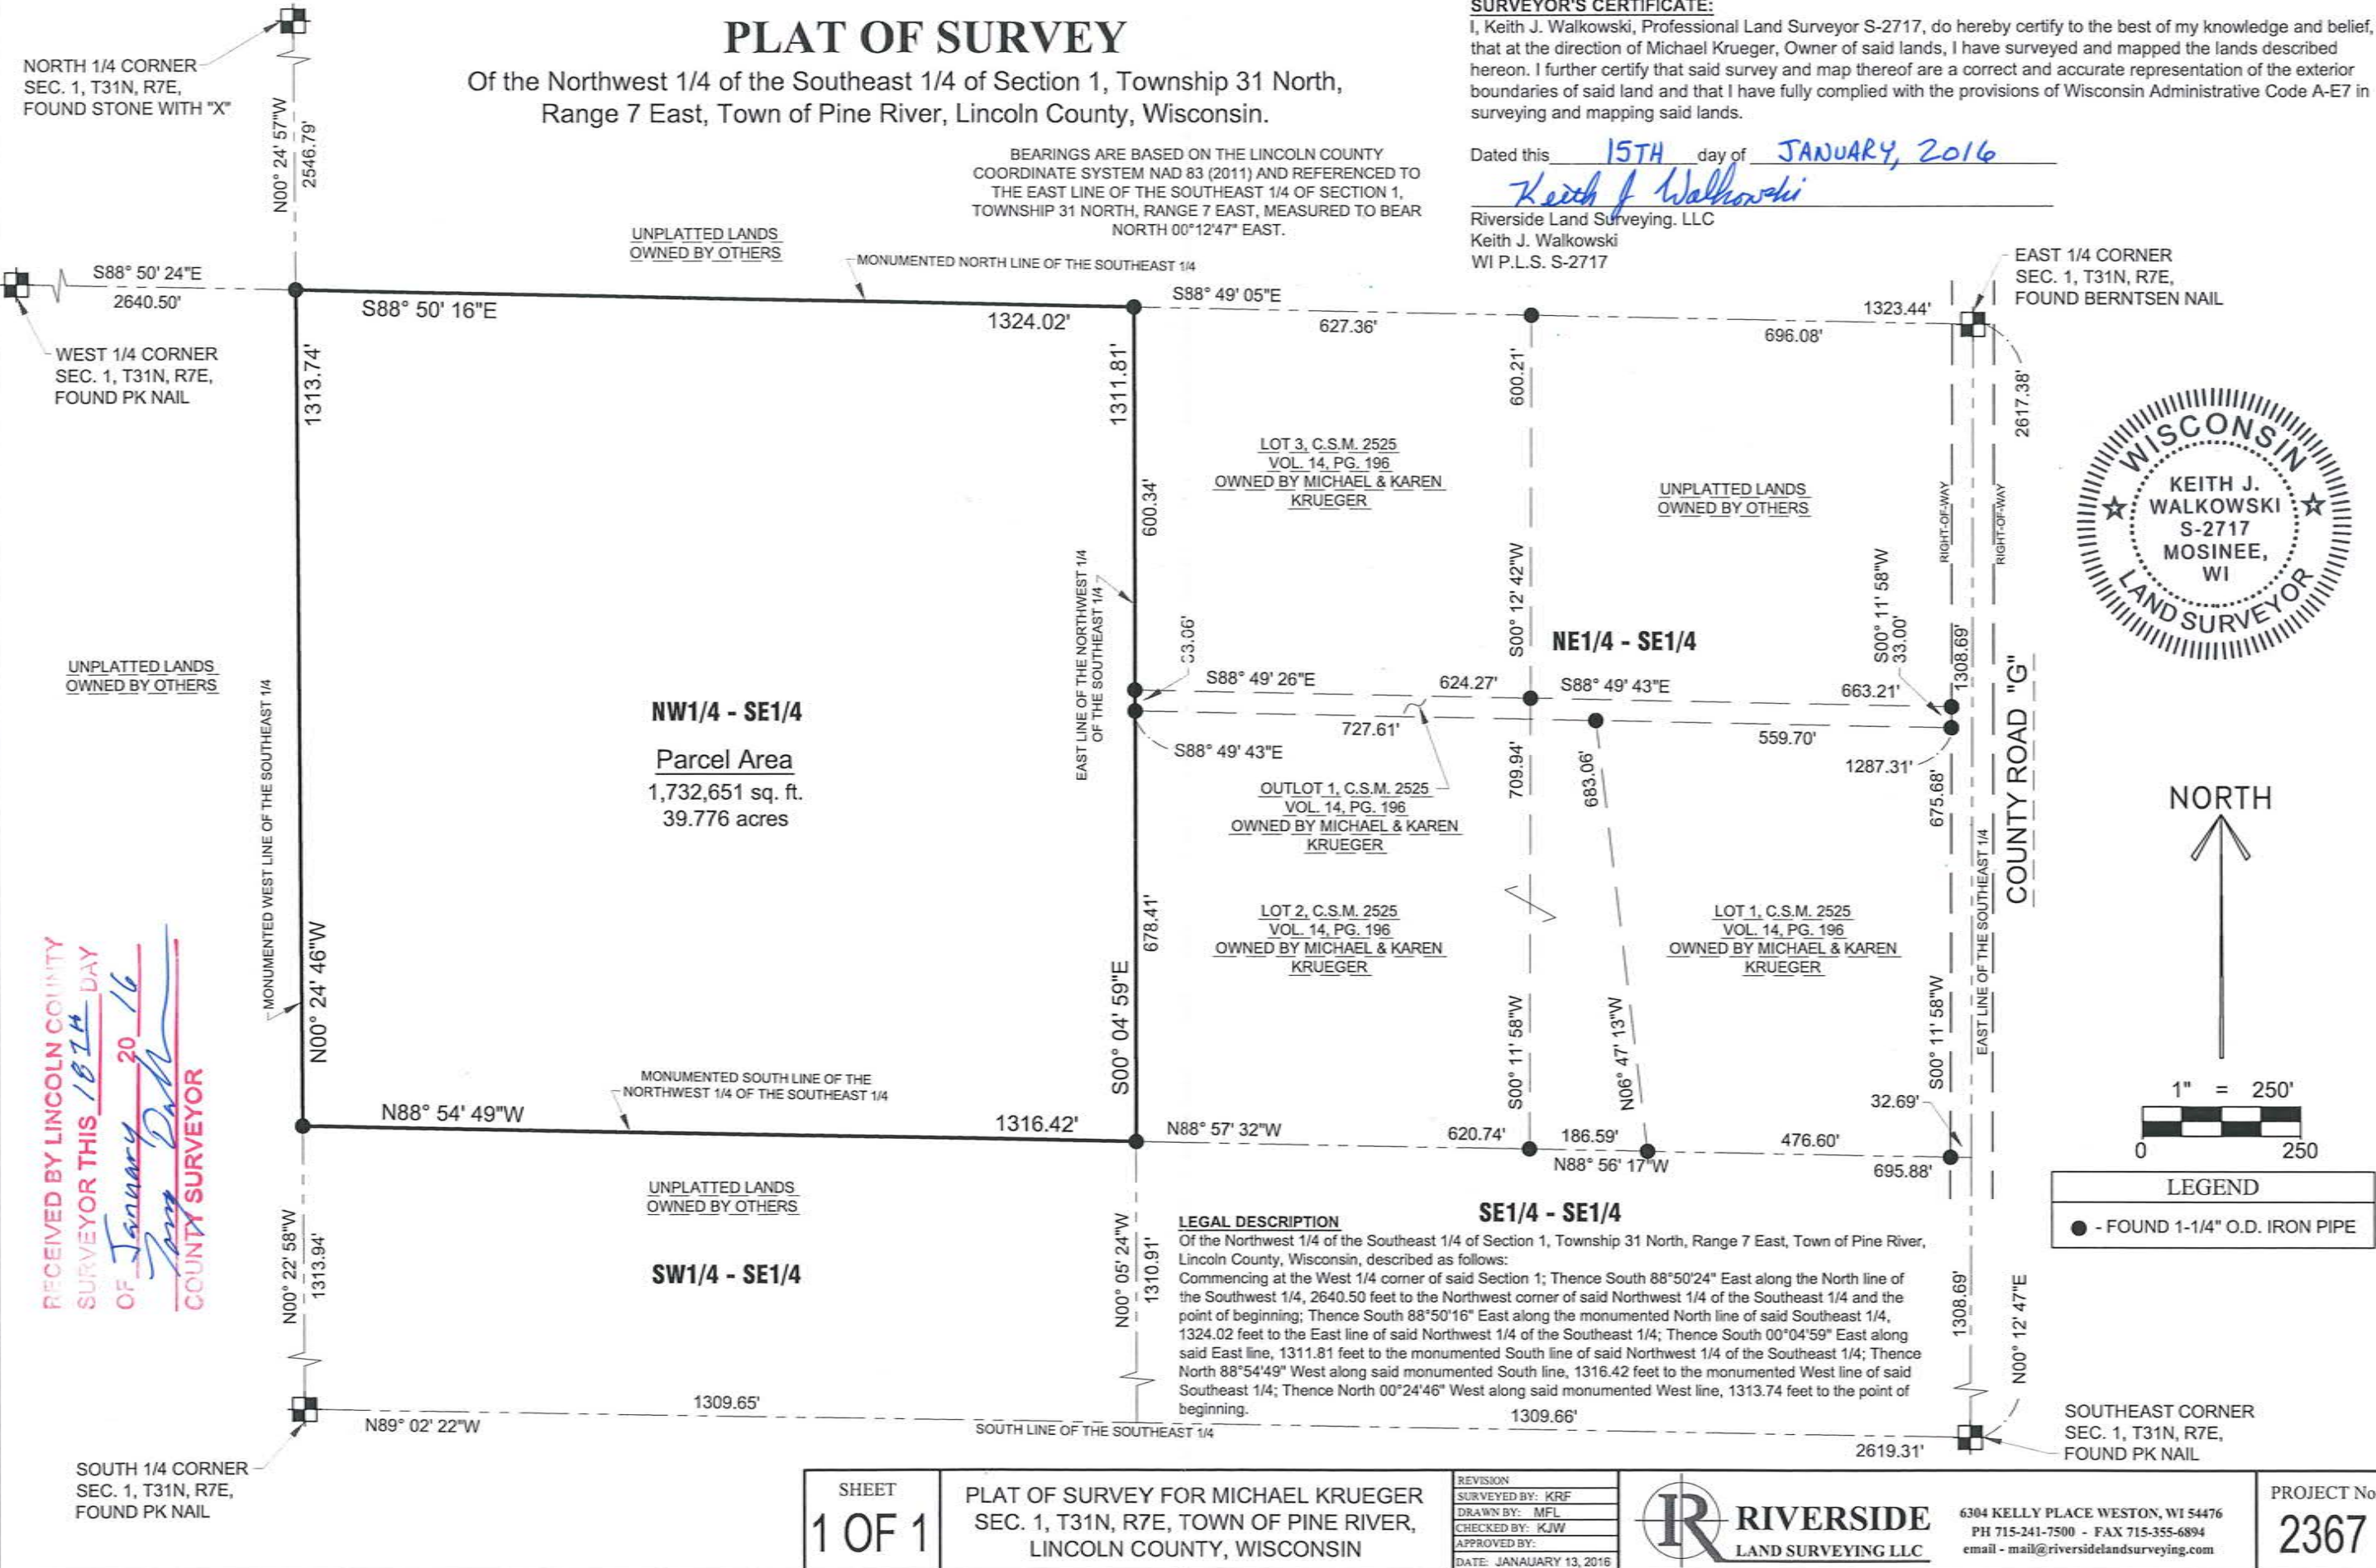 PLAT OF SURVEY
Of the Northwest 1/4 of the Southeast 1/4 of Section 1, Township 31 North,
Range 7 East, Town of Pine River, Lincoln County, Wisconsin.
BEARINGS ARE BASED ON THE LINCOLN COUNTY
COORDINATE SYSTEM NAD 83 (2011) AND REFERENCED TO
THE EAST LINE OF THE SOUTHEAST 1/4 OF SECTION 1,
TOWNSHIP 31 NORTH, RANGE 7 EAST, MEASURED TO BEAR
NORTH 00°12'47" EAST.
SURVEYOR'S CERTIFICATE:
I, Keith J. Walkowski, Professional Land Surveyor S-2717, do hereby certify to the best of my knowledge and belief,
that at the direction of Michael Krueger, Owner of said lands, I have surveyed and mapped the lands described
hereon. I further certify that said survey and map thereof are a correct and accurate representation of the exterior
boundaries of said land and that I have fully complied with the provisions of Wisconsin Administrative Code A-E7 in
surveying and mapping said lands.
Dated this 15TH day of JANUARY, 2016
Keith J Walkowski
Riverside Land Surveying. LLC
Keith J. Walkowski
WI P.L.S. S-2717
NORTH 1/4 CORNER
SEC. 1, T31N, R7E,
FOUND STONE WITH "X"
N00° 24' 57"W
2546.79'
S88° 50' 24"E
2640.50'
WEST 1/4 CORNER
SEC. 1, T31N, R7E,
FOUND PK NAIL
UNPLATTED LANDS
OWNED BY OTHERS
MONUMENTED NORTH LINE OF THE SOUTHEAST 1/4
S88° 50' 16"E
1324.02'
S88° 49' 05"E
627.36'
1323.44'
696.08'
EAST 1/4 CORNER
SEC. 1, T31N, R7E,
FOUND BERNTSEN NAIL
2617.38'
1313.74'
1311.81'
600.34'
600.21'
LOT 3, C.S.M. 2525
VOL. 14, PG. 196
OWNED BY MICHAEL & KAREN
KRUEGER
UNPLATTED LANDS
OWNED BY OTHERS
RIGHT-OF-WAY
RIGHT-OF-WAY
WISCONSIN
KEITH J.
WALKOWSKI
S-2717
MOSINEE,
WI
LAND SURVEYOR
EAST LINE OF THE NORTHWEST 1/4
OF THE SOUTHEAST 1/4
S00° 12' 42"W
S00° 11' 58"W
33.00'
1308.69'
NE1/4 - SE1/4
UNPLATTED LANDS
OWNED BY OTHERS
MONUMENTED WEST LINE OF THE SOUTHEAST 1/4
NW1/4 - SE1/4
Parcel Area
1,732,651 sq. ft.
39.776 acres
S88° 49' 26"E
624.27'
S88° 49' 43"E
663.21'
727.61'
559.70'
S88° 49' 43"E
1287.31'
709.94'
683.06'
675.68'
COUNTY ROAD "G"
NORTH
OUTLOT 1, C.S.M. 2525
VOL. 14, PG. 196
OWNED BY MICHAEL & KAREN
KRUEGER
LOT 2, C.S.M. 2525
VOL. 14, PG. 196
OWNED BY MICHAEL & KAREN
KRUEGER
LOT 1, C.S.M. 2525
VOL. 14, PG. 196
OWNED BY MICHAEL & KAREN
KRUEGER
EAST LINE OF THE SOUTHEAST 1/4
678.41'
N00° 24' 46"W
S00° 04' 59"E
S00° 11' 58"W
N06° 47' 13"W
S00° 11' 58"W
32.69'
1" = 250'
0 250
LEGEND
- FOUND 1-1/4" O.D. IRON PIPE
RECEIVED BY LINCOLN COUNTY
SURVEYOR THIS 18TH DAY
OF January 20 16
COUNTY SURVEYOR
MONUMENTED SOUTH LINE OF THE
NORTHWEST 1/4 OF THE SOUTHEAST 1/4
N88° 54' 49"W
1316.42'
N88° 57' 32"W
620.74'
186.59'
476.60'
N88° 56' 17"W
695.88'
UNPLATTED LANDS
OWNED BY OTHERS
SW1/4 - SE1/4
SE1/4 - SE1/4
N00° 22' 58"W
1313.94'
N00° 05' 24"W
1310.91'
1308.69'
N00° 12' 47"E
LEGAL DESCRIPTION
Of the Northwest 1/4 of the Southeast 1/4 of Section 1, Township 31 North, Range 7 East, Town of Pine River,
Lincoln County, Wisconsin, described as follows:
Commencing at the West 1/4 corner of said Section 1; Thence South 88°50'24" East along the North line of
the Southwest 1/4, 2640.50 feet to the Northwest corner of said Northwest 1/4 of the Southeast 1/4 and the
point of beginning; Thence South 88°50'16" East along the monumented North line of said Southeast 1/4,
1324.02 feet to the East line of said Northwest 1/4 of the Southeast 1/4; Thence South 00°04'59" East along
said East line, 1311.81 feet to the monumented South line of said Northwest 1/4 of the Southeast 1/4; Thence
North 88°54'49" West along said monumented South line, 1316.42 feet to the monumented West line of said
Southeast 1/4; Thence North 00°24'46" West along said monumented West line, 1313.74 feet to the point of
beginning.
1309.65'
N89° 02' 22"W
SOUTH LINE OF THE SOUTHEAST 1/4
1309.66'
2619.31'
SOUTH 1/4 CORNER
SEC. 1, T31N, R7E,
FOUND PK NAIL
SOUTHEAST CORNER
SEC. 1, T31N, R7E,
FOUND PK NAIL
SHEET
1 OF 1
PLAT OF SURVEY FOR MICHAEL KRUEGER
SEC. 1, T31N, R7E, TOWN OF PINE RIVER,
LINCOLN COUNTY, WISCONSIN
REVISION
SURVEYED BY: KRF
DRAWN BY: MFL
CHECKED BY: KJW
APPROVED BY:
DATE: JANAUARY 13, 2016
R
RIVERSIDE
LAND SURVEYING LLC
6304 KELLY PLACE WESTON, WI 54476
PH 715-241-7500 - FAX 715-355-6894
email - mail@riversidelandsurveying.com
PROJECT No
2367